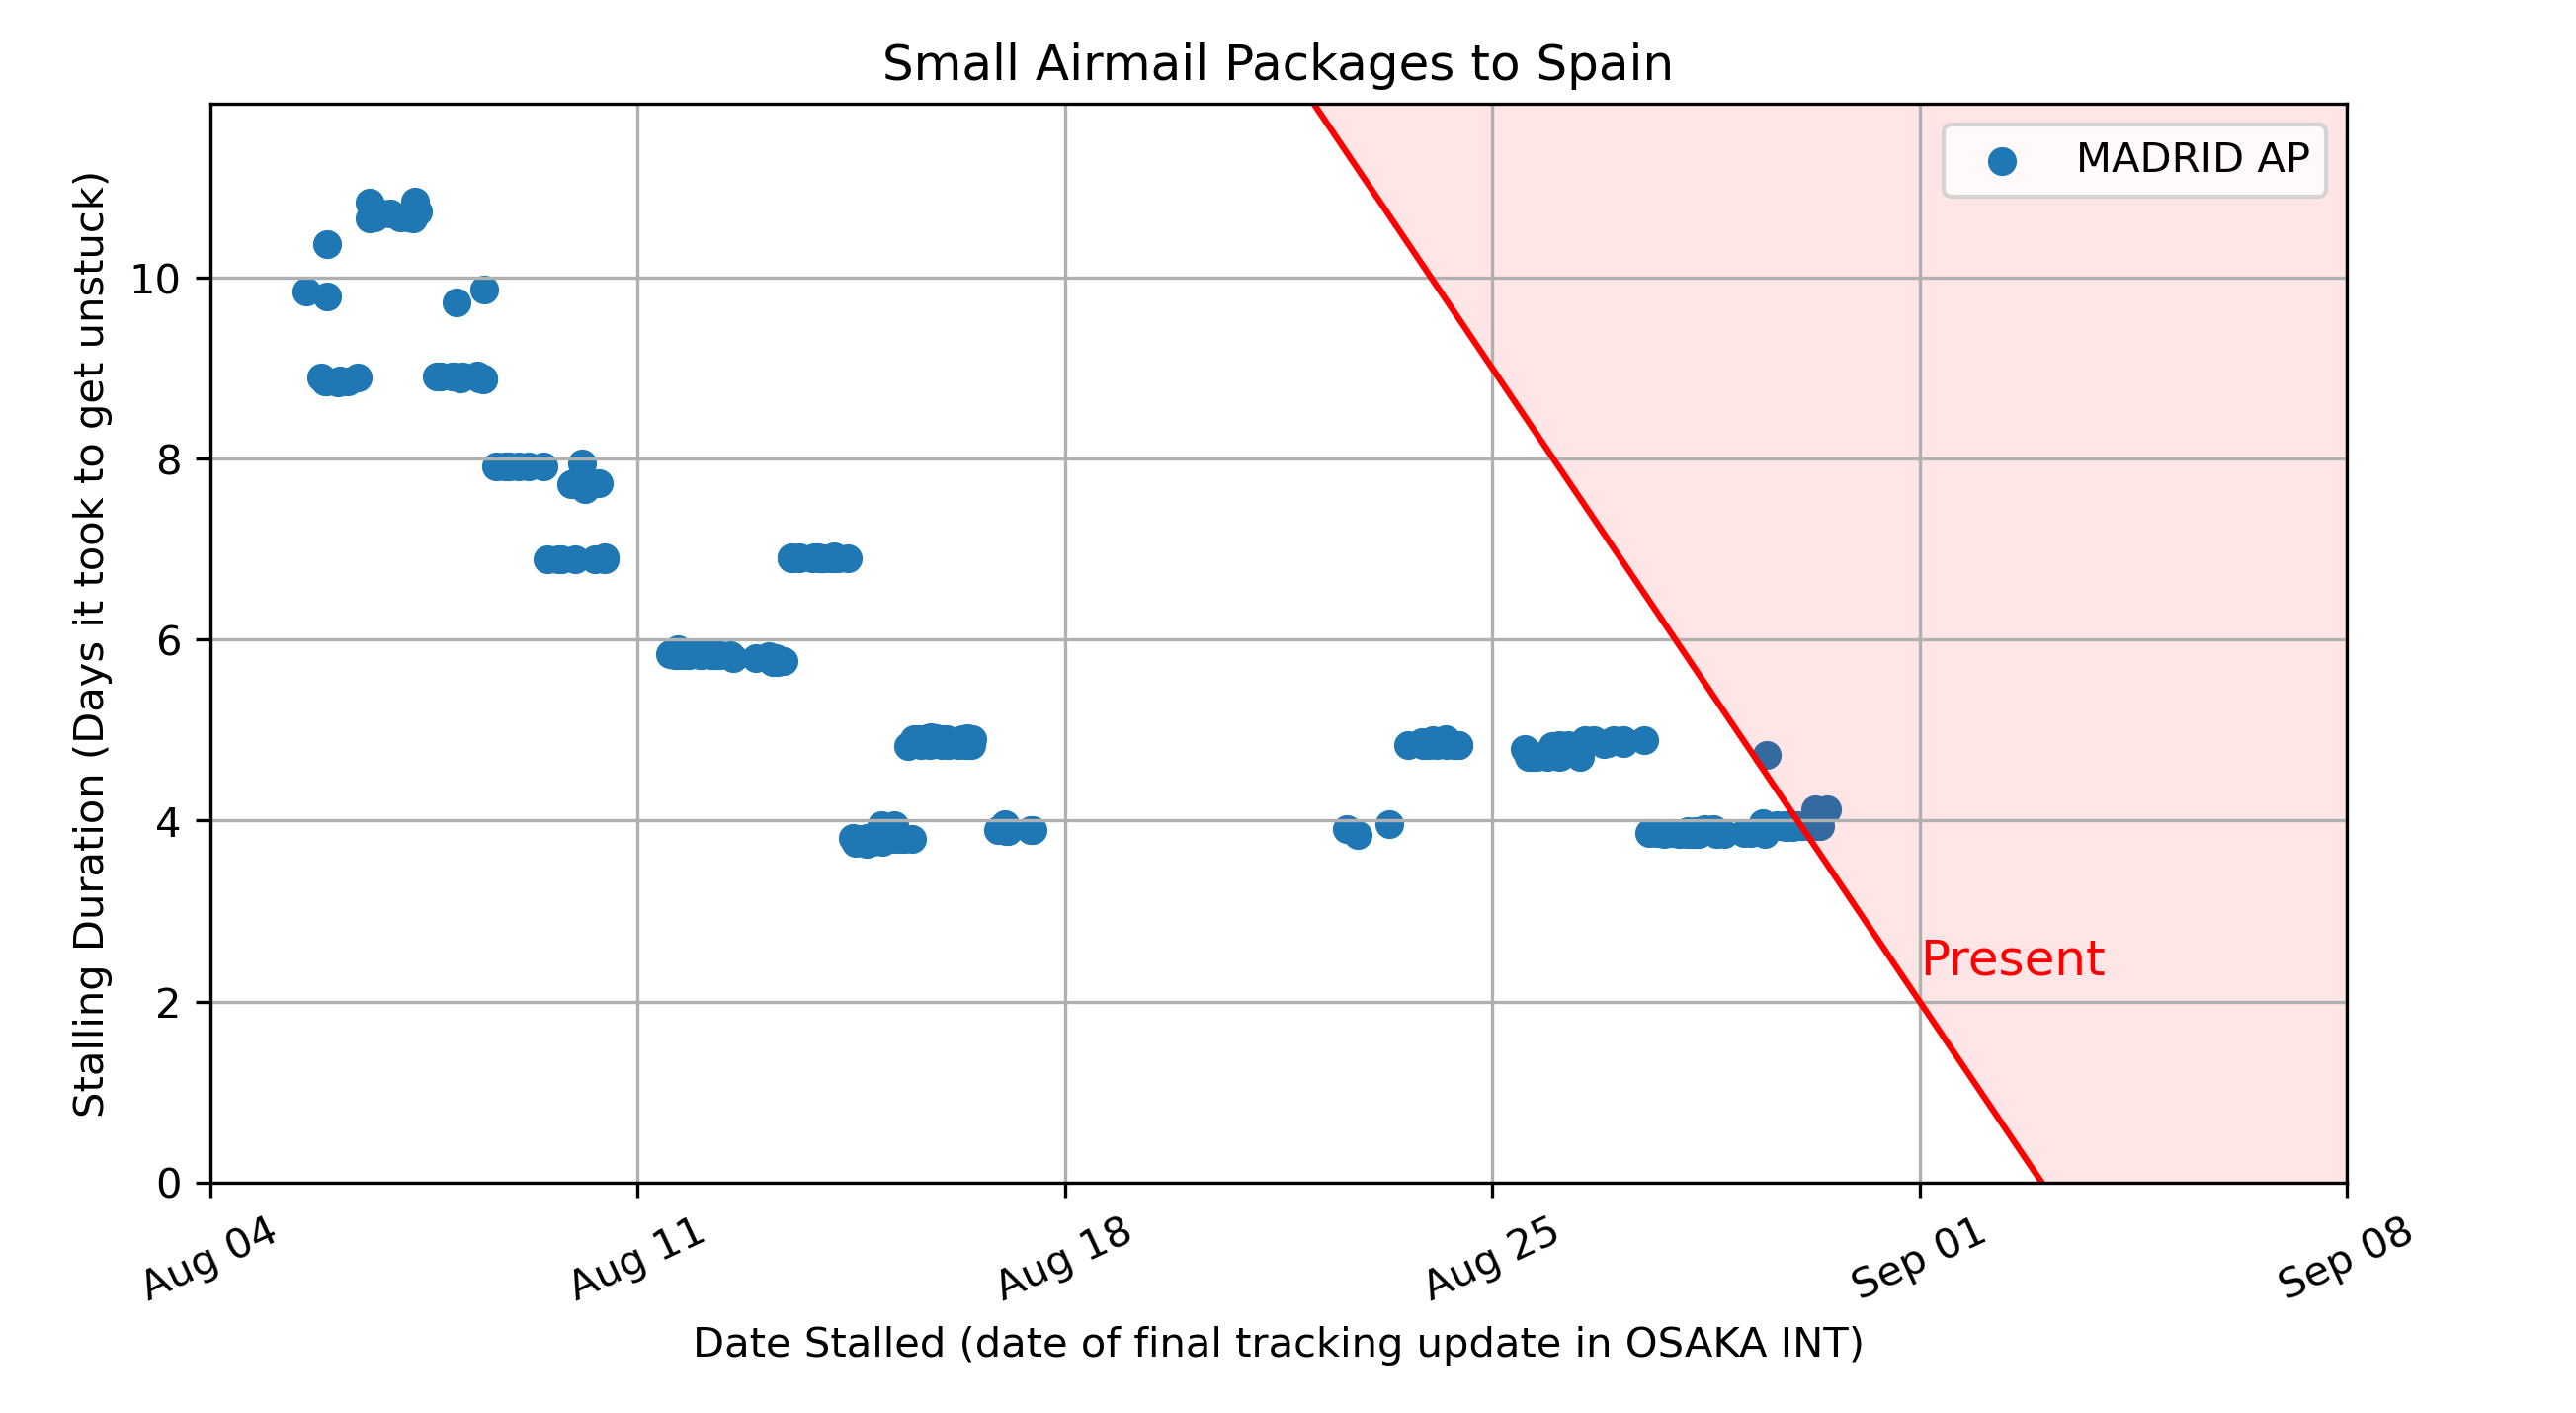 Small Airmail Packages to Spain
MADRID AP
Stalling Duration (Days it took to get unstuck)
10
8
6
4
2
0
Present
Aug 04
Aug 11
Aug 18
Aug 25
Sep 01
Sep 08
Date Stalled (date of final tracking update in OSAKA INT)